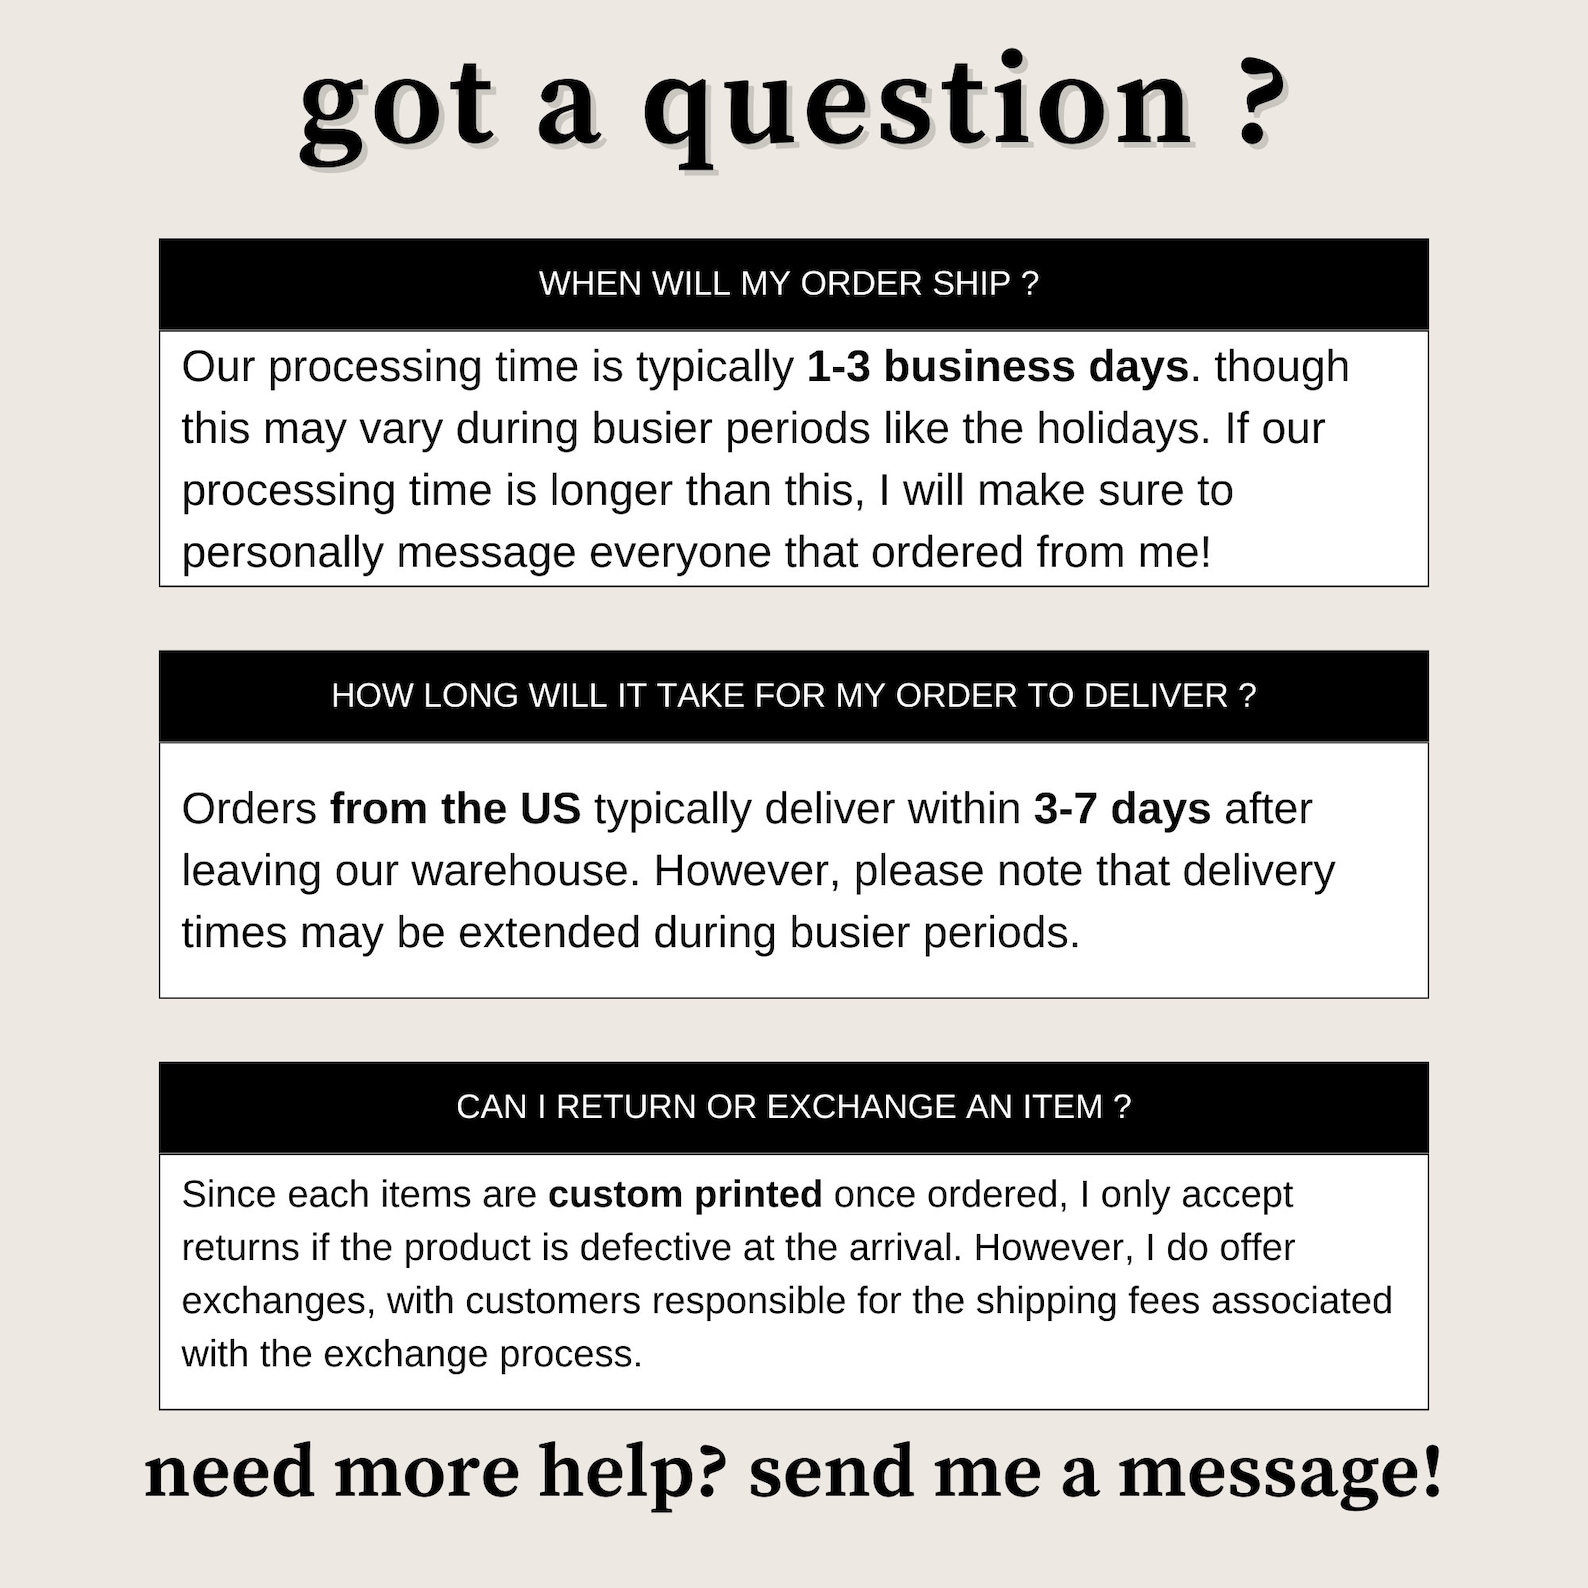 got a question ?
WHEN WILL MY ORDER SHIP ?
Our processing time is typically 1-3 business days. though
this may vary during busier periods like the holidays. If our
processing time is longer than this, I will make sure to
personally message everyone that ordered from me!
HOW LONG WILL IT TAKE FOR MY ORDER TO DELIVER ?
Orders from the US typically deliver within 3-7 days after
leaving our warehouse. However, please note that delivery
times may be extended during busier periods.
CAN I RETURN OR EXCHANGE AN ITEM ?
Since each items are custom printed once ordered, I only accept
returns if the product is defective at the arrival. However, I do offer
exchanges, with customers responsible for the shipping fees associated
with the exchange process.
need more help? send me a message!